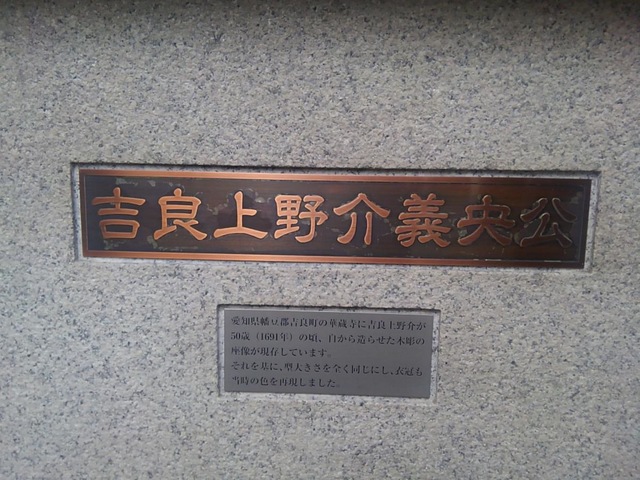 吉良上野介義央公
愛知県幡豆郡吉良町の華蔵寺に吉良上野介が
50歳（1691年）の頃、自から造らせた木彫の
座像が現存しています。
それを基に、型大きさを全く同じにし、衣冠も
当時の色を再現しました。